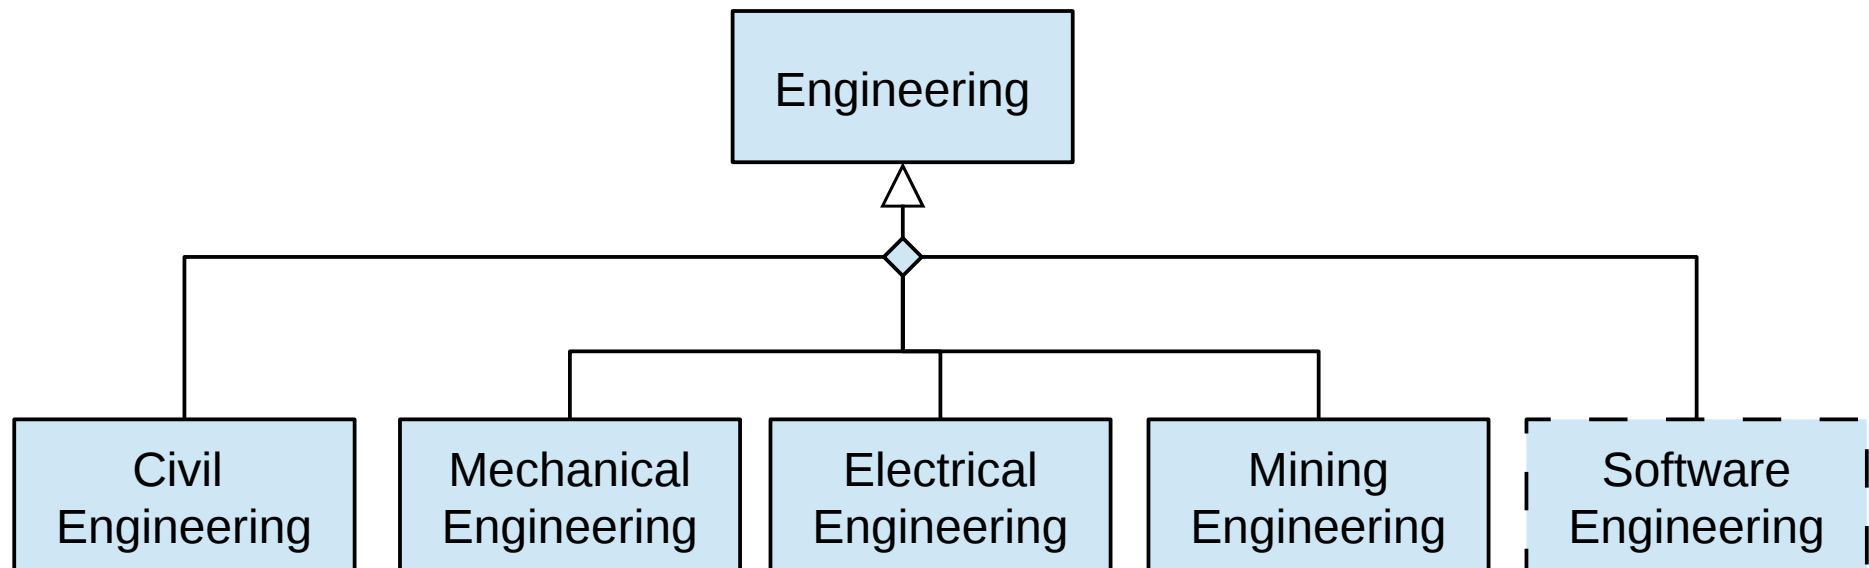 Engineering
Civil
Engineering
Mechanical
Engineering
Electrical
Engineering
Mining
Engineering
Software
Engineering